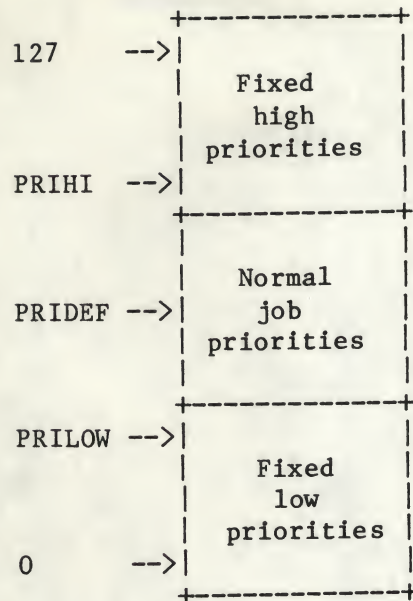 +----------------+
127 -->|
Fixed
high
priorities
PRIHI -->|
+----------------+
Normal
PRIDEF -->| job
priorities
+----------------+
PRILOW -->|
Fixed
low
priorities
0 -->|
+----------------+